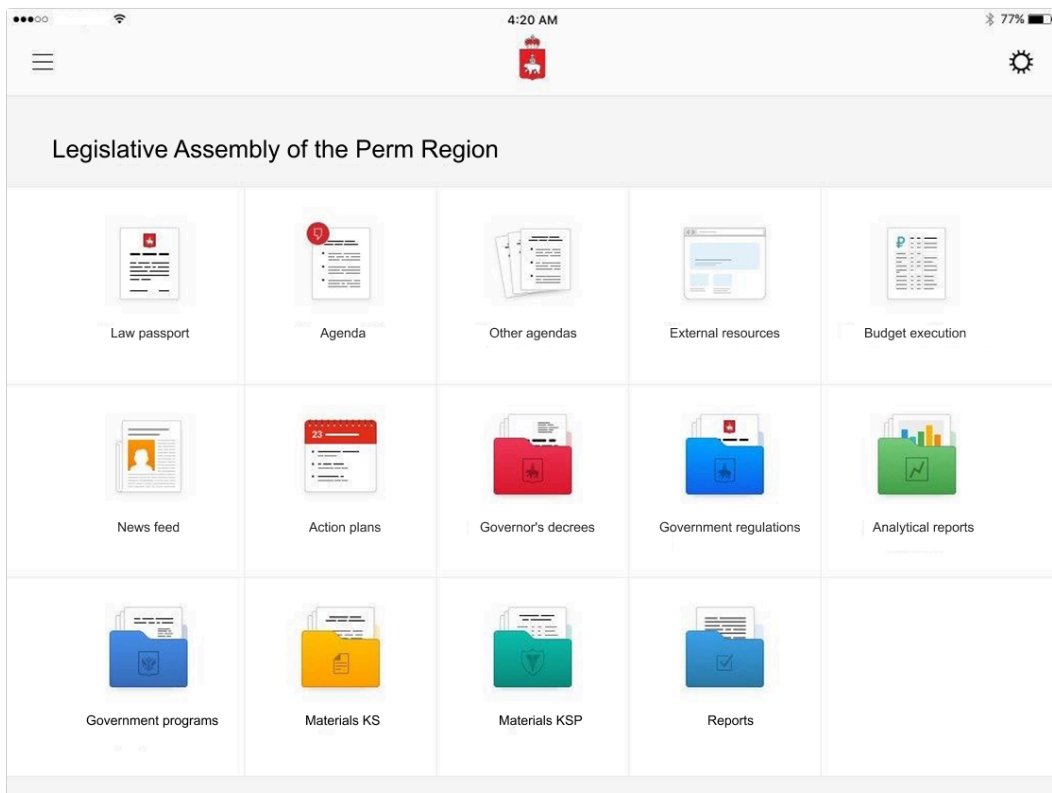 4:20 AM
77%
Legislative Assembly of the Perm Region
Law passport
Agenda
Other agendas
External resources
Budget execution
23
News feed
Action plans
Governor's decrees
Government regulations
Analytical reports
Government programs
Materials KS
Materials KSP
Reports